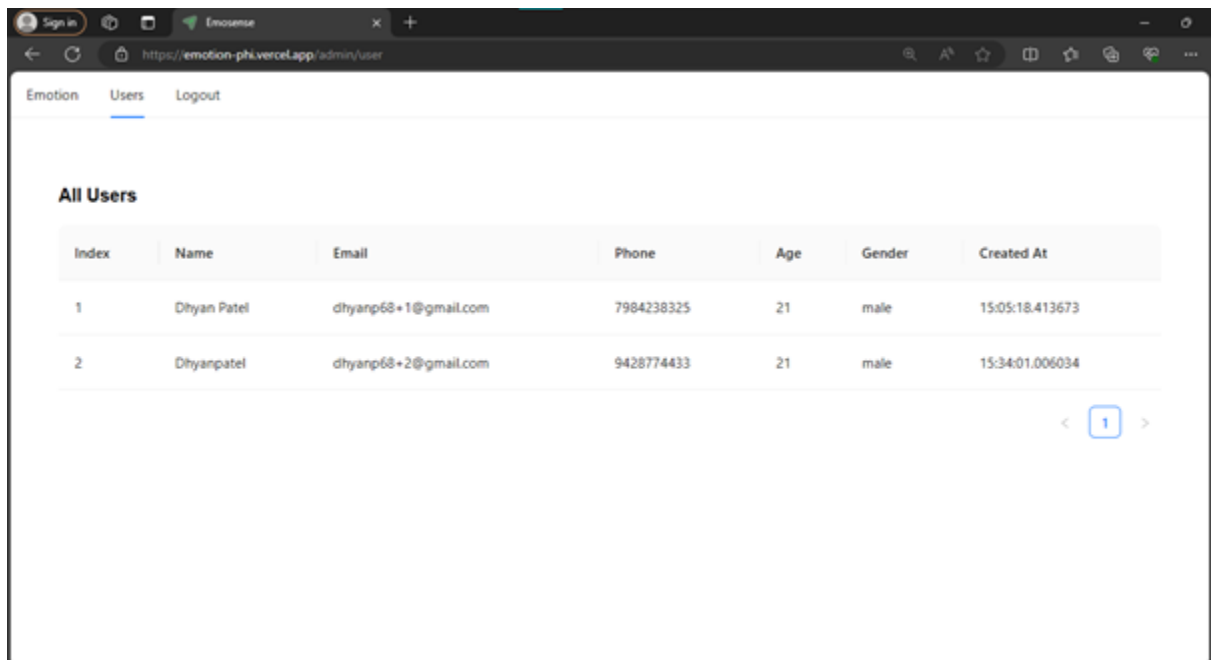 Sign in Emosense
https://emotion-phi.vercel.app/admin/user
Emotion Users Logout
All Users
Index Name Email Phone Age Gender Created At
1 Dhyan Patel dhyanp68+1@gmail.com 7984238325 21 male 15:05:18.413673
2 Dhyanpatel dhyanp68+2@gmail.com 9428774433 21 male 15:34:01.006034
< 1 >